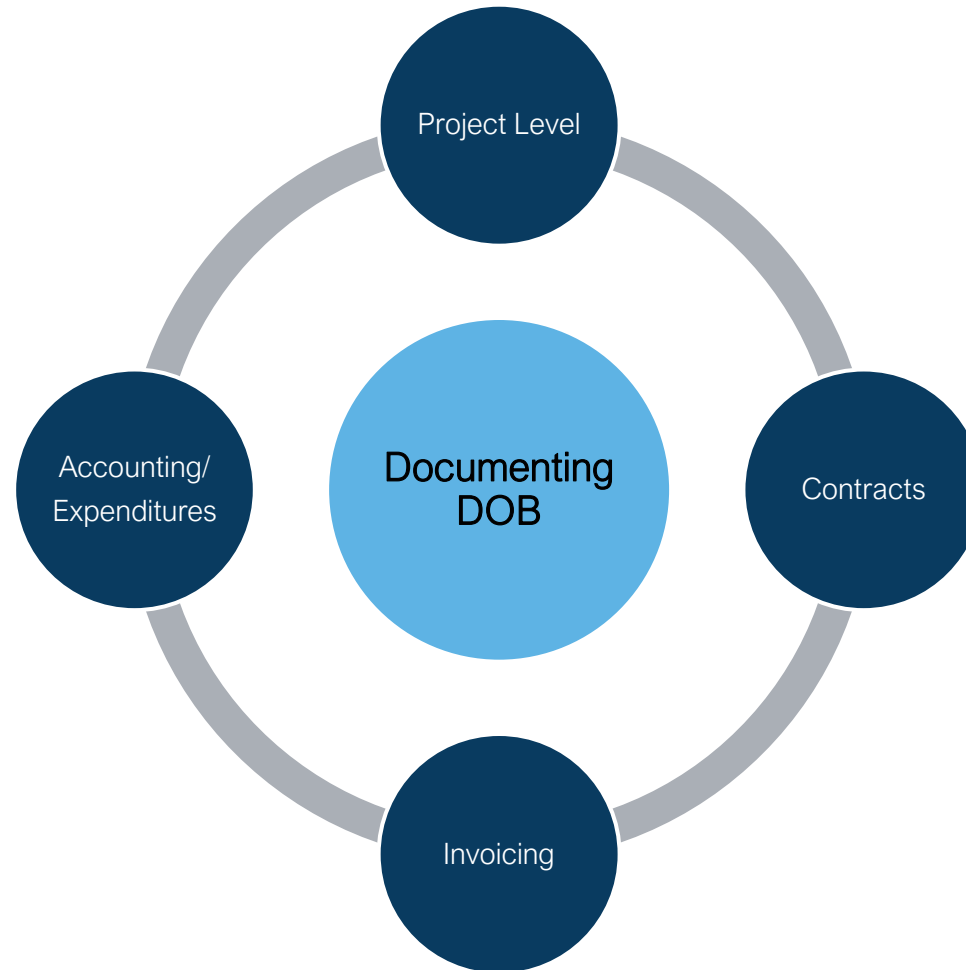 Project Level
Accounting/
Expenditures
Documenting
DOB
Contracts
Invoicing